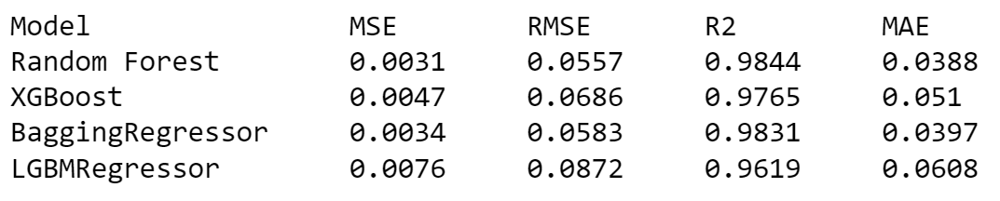 Model MSE RMSE R2 MAE
Random Forest 0.0031 0.0557 0.9844 0.0388
XGBoost 0.0047 0.0686 0.9765 0.051
BaggingRegressor 0.0034 0.0583 0.9831 0.0397
LGBMRegressor 0.0076 0.0872 0.9619 0.0608